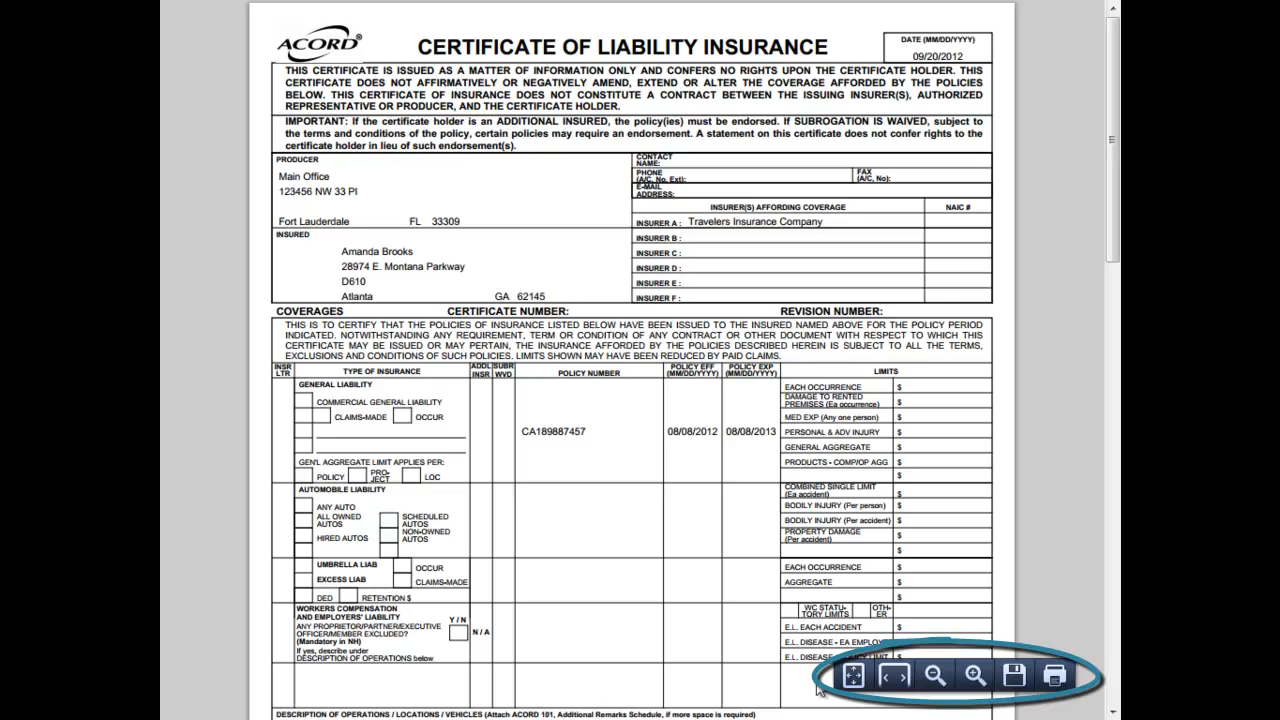 ACORD®
CERTIFICATE OF LIABILITY INSURANCE
DATE (MM/DD/YYYY)
09/20/2012
THIS CERTIFICATE IS ISSUED AS A MATTER OF INFORMATION ONLY AND CONFERS NO RIGHTS UPON THE CERTIFICATE HOLDER. THIS
CERTIFICATE DOES NOT AFFIRMATIVELY OR NEGATIVELY AMEND, EXTEND OR ALTER THE COVERAGE AFFORDED BY THE POLICIES
BELOW. THIS CERTIFICATE OF INSURANCE DOES NOT CONSTITUTE A CONTRACT BETWEEN THE ISSUING INSURER(S), AUTHORIZED
REPRESENTATIVE OR PRODUCER, AND THE CERTIFICATE HOLDER.
IMPORTANT: If the certificate holder is an ADDITIONAL INSURED, the policy(ies) must be endorsed. If SUBROGATION IS WAIVED, subject to
the terms and conditions of the policy, certain policies may require an endorsement. A statement on this certificate does not confer rights to the
certificate holder in lieu of such endorsement(s).
PRODUCER
Main Office
123456 NW 33 Pl
Fort Lauderdale FL 33309
CONTACT
NAME:
PHONE
(A/C, No, Ext):
FAX
(A/C, No):
E-MAIL
ADDRESS:
INSURER(S) AFFORDING COVERAGE NAIC #
INSURER A : Travelers Insurance Company
INSURED
Amanda Brooks
28974 E. Montana Parkway
D610
Atlanta GA 62145
INSURER B :
INSURER C :
INSURER D :
INSURER E :
INSURER F :
COVERAGES CERTIFICATE NUMBER: REVISION NUMBER:
THIS IS TO CERTIFY THAT THE POLICIES OF INSURANCE LISTED BELOW HAVE BEEN ISSUED TO THE INSURED NAMED ABOVE FOR THE POLICY PERIOD
INDICATED. NOTWITHSTANDING ANY REQUIREMENT, TERM OR CONDITION OF ANY CONTRACT OR OTHER DOCUMENT WITH RESPECT TO WHICH THIS
CERTIFICATE MAY BE ISSUED OR MAY PERTAIN, THE INSURANCE AFFORDED BY THE POLICIES DESCRIBED HEREIN IS SUBJECT TO ALL THE TERMS,
EXCLUSIONS AND CONDITIONS OF SUCH POLICIES. LIMITS SHOWN MAY HAVE BEEN REDUCED BY PAID CLAIMS.
INSR
LTR
TYPE OF INSURANCE
ADDL
INSR
SUBR
WVD
POLICY NUMBER
POLICY EFF
(MM/DD/YYYY)
POLICY EXP
(MM/DD/YYYY)
LIMITS
GENERAL LIABILITY
COMMERCIAL GENERAL LIABILITY
CLAIMS-MADE OCCUR
GEN'L AGGREGATE LIMIT APPLIES PER:
POLICY
PRO-
JECT
LOC
CA189887457 08/08/2012 08/08/2013
EACH OCCURRENCE $
DAMAGE TO RENTED
PREMISES (Ea occurrence) $
MED EXP (Any one person) $
PERSONAL & ADV INJURY $
GENERAL AGGREGATE $
PRODUCTS - COMP/OP AGG $
$
AUTOMOBILE LIABILITY
ANY AUTO
ALL OWNED
AUTOS
SCHEDULED
AUTOS
HIRED AUTOS
NON-OWNED
AUTOS
COMBINED SINGLE LIMIT
(Ea accident) $
BODILY INJURY (Per person) $
BODILY INJURY (Per accident) $
PROPERTY DAMAGE
(Per accident) $
$
UMBRELLA LIAB OCCUR
EXCESS LIAB CLAIMS-MADE
DED RETENTION $
EACH OCCURRENCE $
AGGREGATE $
$
WORKERS COMPENSATION
AND EMPLOYERS' LIABILITY
Y / N
ANY PROPRIETOR/PARTNER/EXECUTIVE
OFFICER/MEMBER EXCLUDED?
(Mandatory in NH)
If yes, describe under
DESCRIPTION OF OPERATIONS below
N / A
WC STATU-
TORY LIMITS
OTH-
ER
E.L. EACH ACCIDENT $
E.L. DISEASE - EA EMPLOY
E.L. DISEASE LIMIT $
DESCRIPTION OF OPERATIONS / LOCATIONS / VEHICLES (Attach ACORD 101, Additional Remarks Schedule, if more space is required)